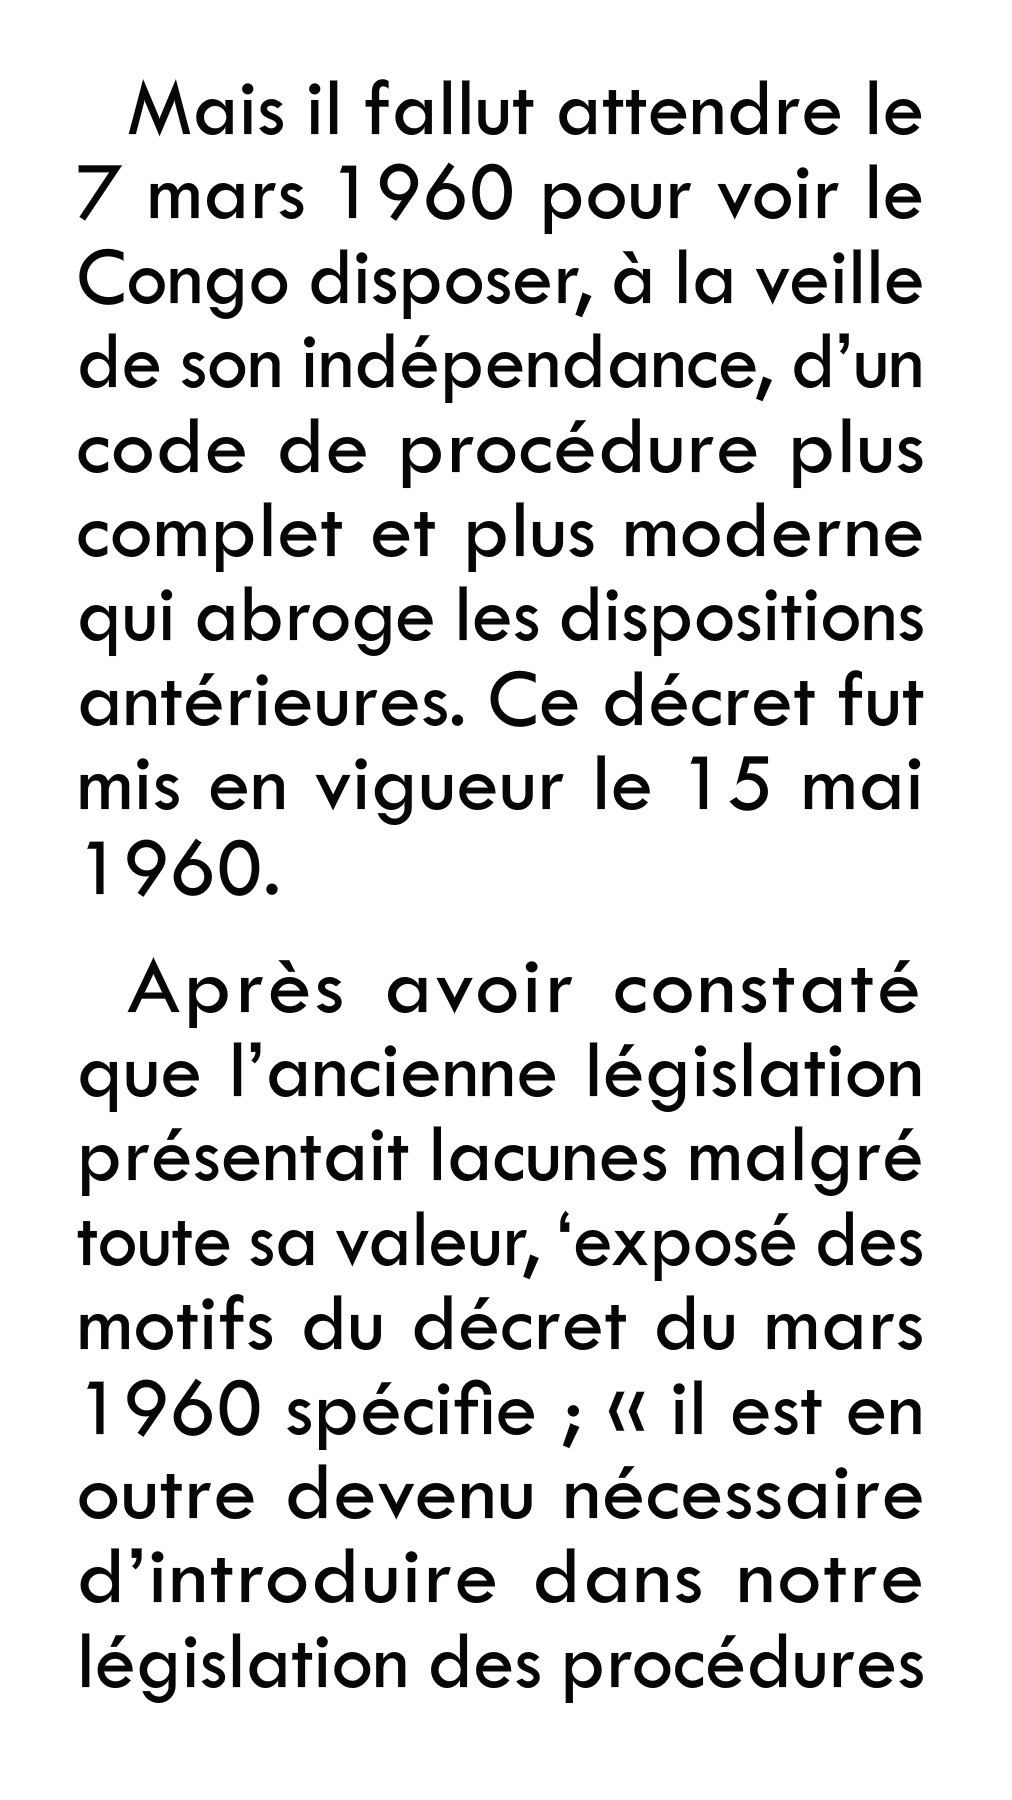 Mais il fallut attendre le
7 mars 1960 pour voir le
Congo disposer, à la veille
de son indépendance, d’un
code de procédure plus
complet et plus moderne
qui abroge les dispositions
antérieures. Ce décret fut
mis en vigueur le 15 mai
1960.
Après avoir constaté
que l’ancienne législation
présentait lacunes malgré
toute sa valeur, ‘exposé des
motifs du décret du mars
1960 spécifie ; « il est en
outre devenu nécessaire
d’introduire dans notre
législation des procédures